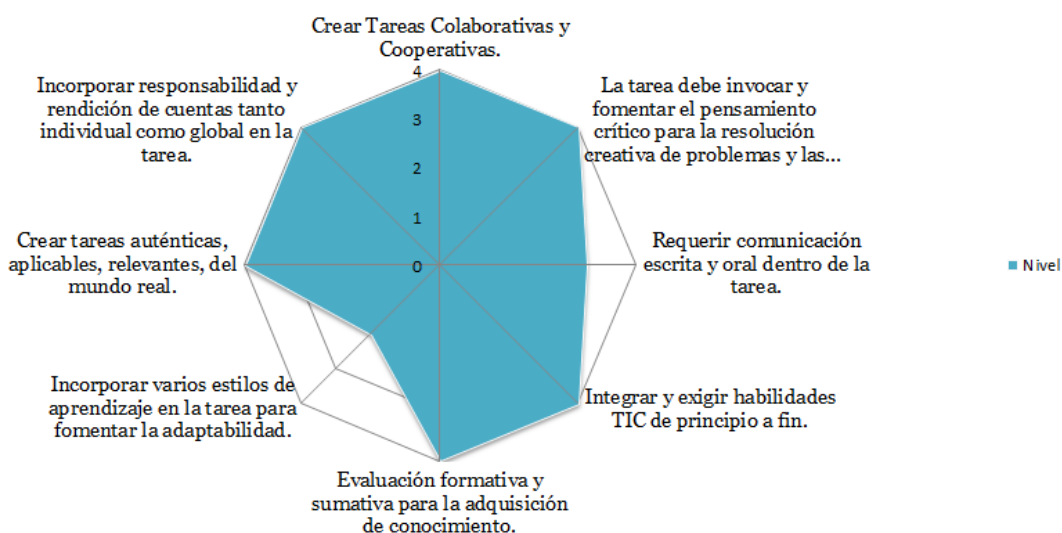 Crear Tareas Colaborativas y
Cooperativas.
La tarea debe invocar y
fomentar el pensamiento
crítico para la resolución
creativa de problemas y las...
Requerir comunicación
escrita y oral dentro de la
tarea.
Integrar y exigir habilidades
TIC de principio a fin.
Evaluación formativa y
sumativa para la adquisición
de conocimiento.
Incorporar varios estilos de
aprendizaje en la tarea para
fomentar la adaptabilidad.
Crear tareas auténticas,
aplicables, relevantes, del
mundo real.
Incorporar responsabilidad y
rendición de cuentas tanto
individual como global en la
tarea.
4
3
2
1
0
Nivel